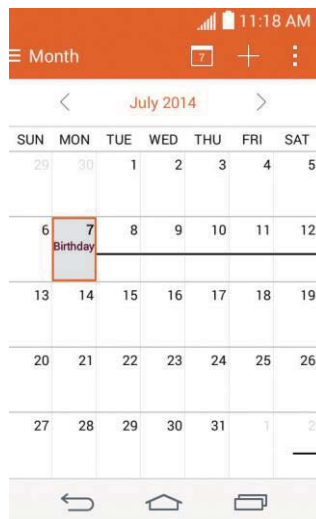 11:18 AM
Month 7
July 2014
SUN MON TUE WED THU FRI SAT
29 30 1 2 3 4 5
6 7 8 9 10 11 12
Birthday
13 14 15 16 17 18 19
20 21 22 23 24 25 26
27 28 29 30 31 1 2